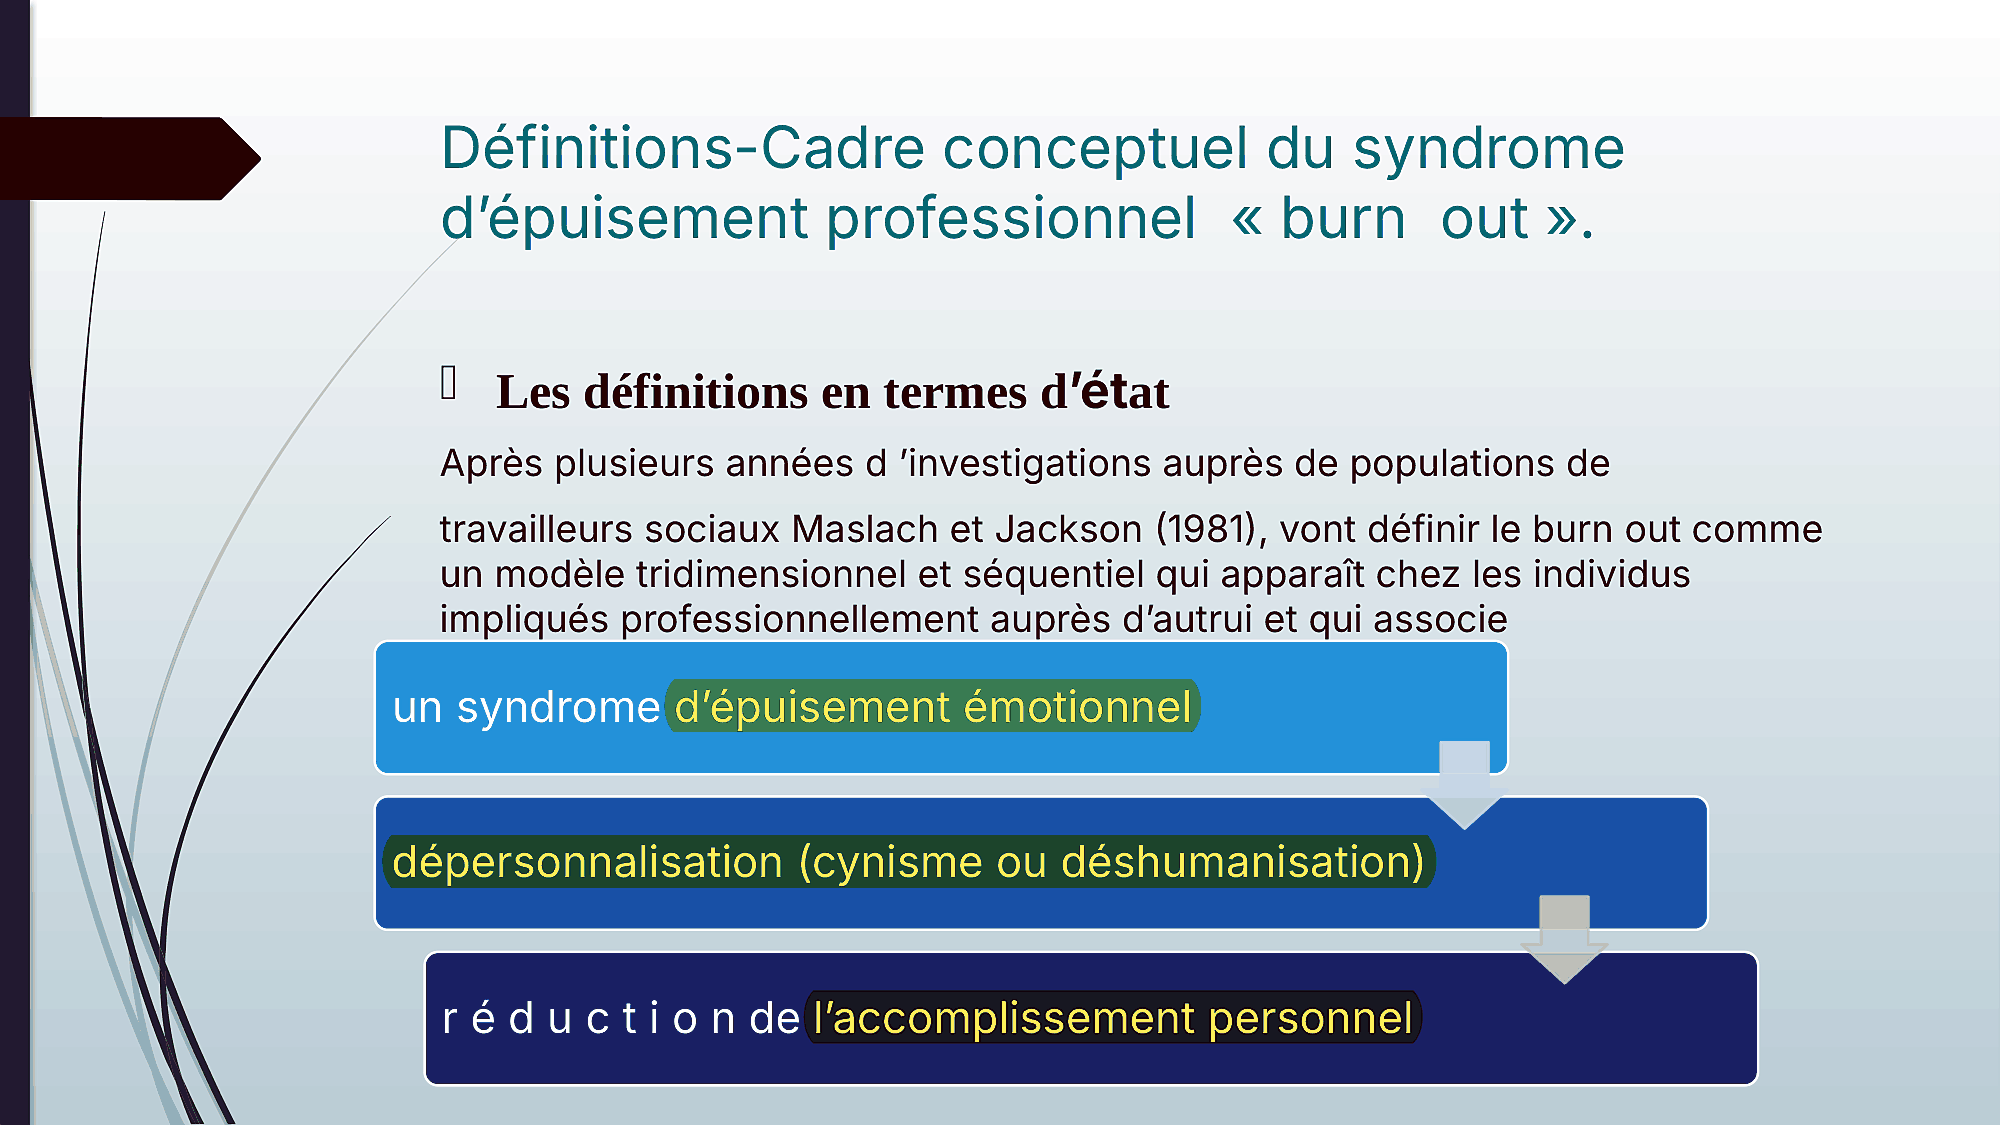 Définitions-Cadre conceptuel du syndrome
d’épuisement professionnel « burn out ».
Les définitions en termes d’état
Après plusieurs années d ’investigations auprès de populations de
travailleurs sociaux Maslach et Jackson (1981), vont définir le burn out comme
un modèle tridimensionnel et séquentiel qui apparaît chez les individus
impliqués professionnellement auprès d’autrui et qui associe
un syndrome d’épuisement émotionnel
dépersonnalisation (cynisme ou déshumanisation)
r é d u c t i o n de l’accomplissement personnel